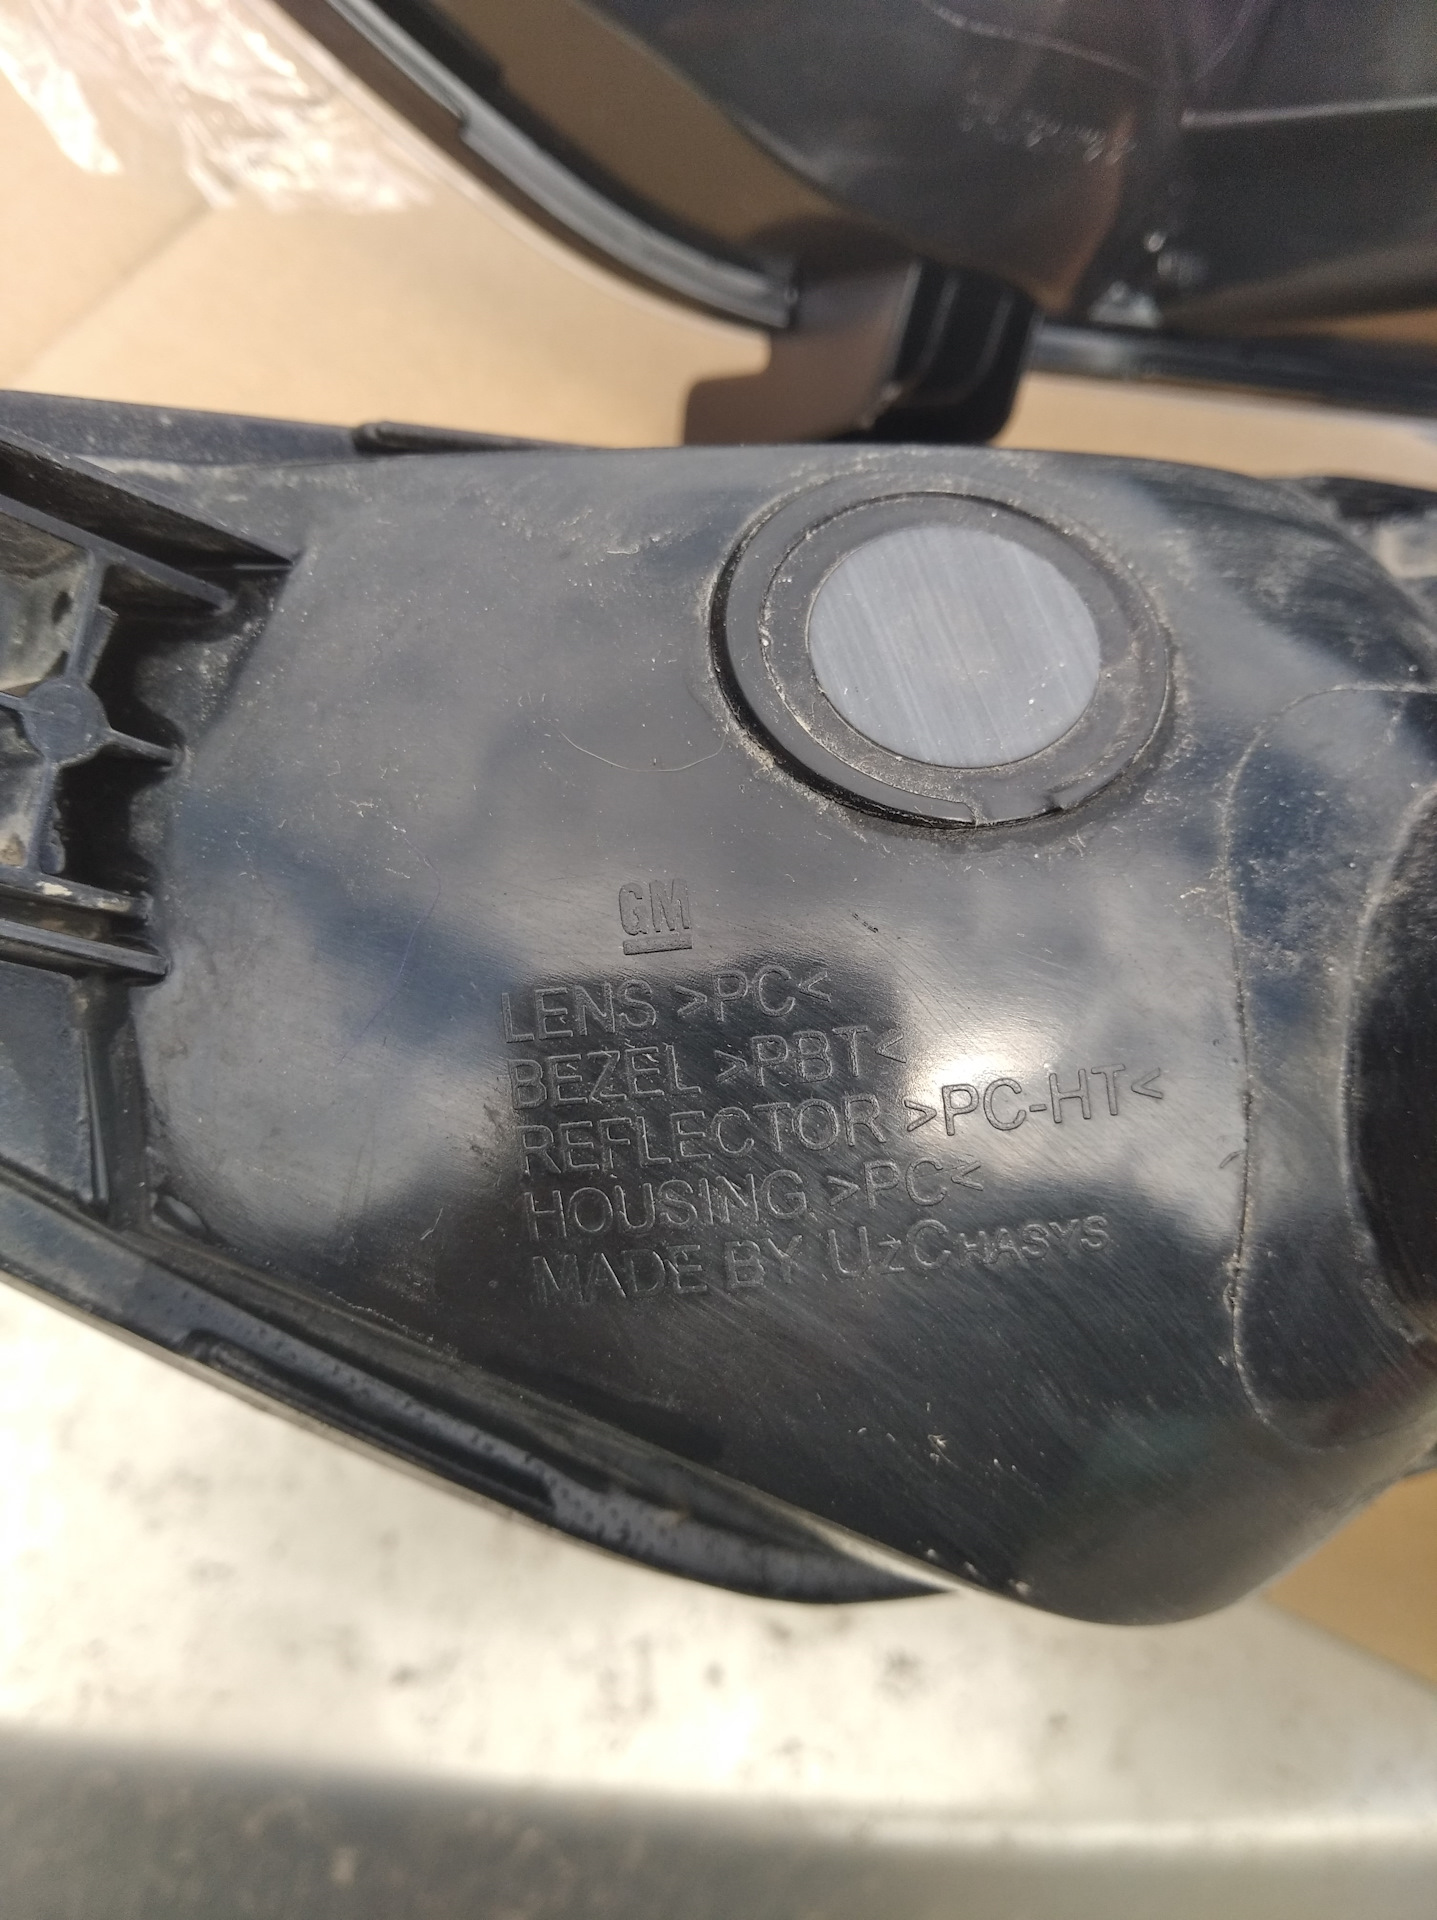 GM
LENS >PC<
BEZEL >PBT<
REFLECTOR >PC-HT<
HOUSING >PC<
MADE BY UzCHASYS